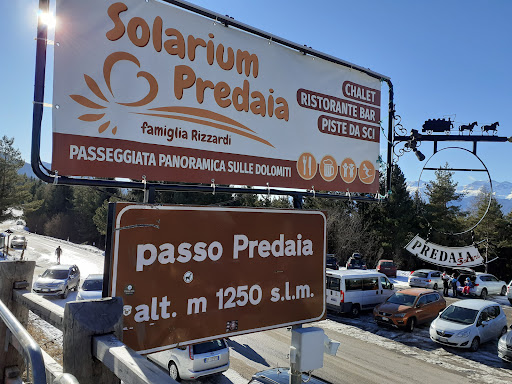 Solarium
Predaia
famiglia Rizzardi
PASSEGGIATA PANORAMICA SULLE DOLOMITI
CHALET
RISTORANTE BAR
PISTE DA SCI
passo Predaia
alt. m 1250 s.l.m.
PREDAIA